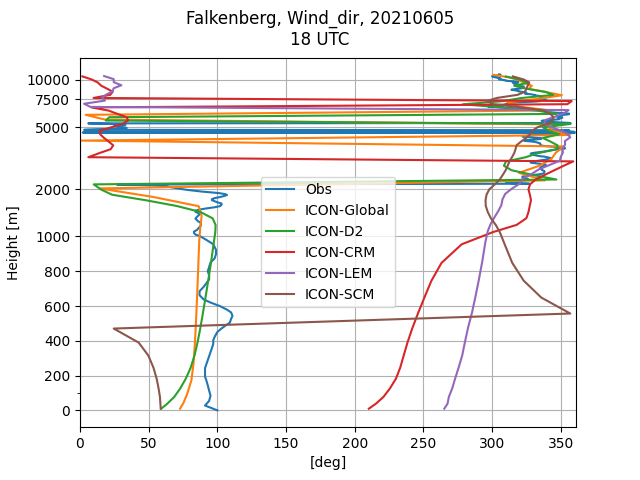 Falkenberg, Wind_dir, 20210605
18 UTC
10000
7500
5000
2000
1000
800
600
400
200
0
Height [m]
Obs
ICON-Global
ICON-D2
ICON-CRM
ICON-LEM
ICON-SCM
0 50 100 150 200 250 300 350
[deg]